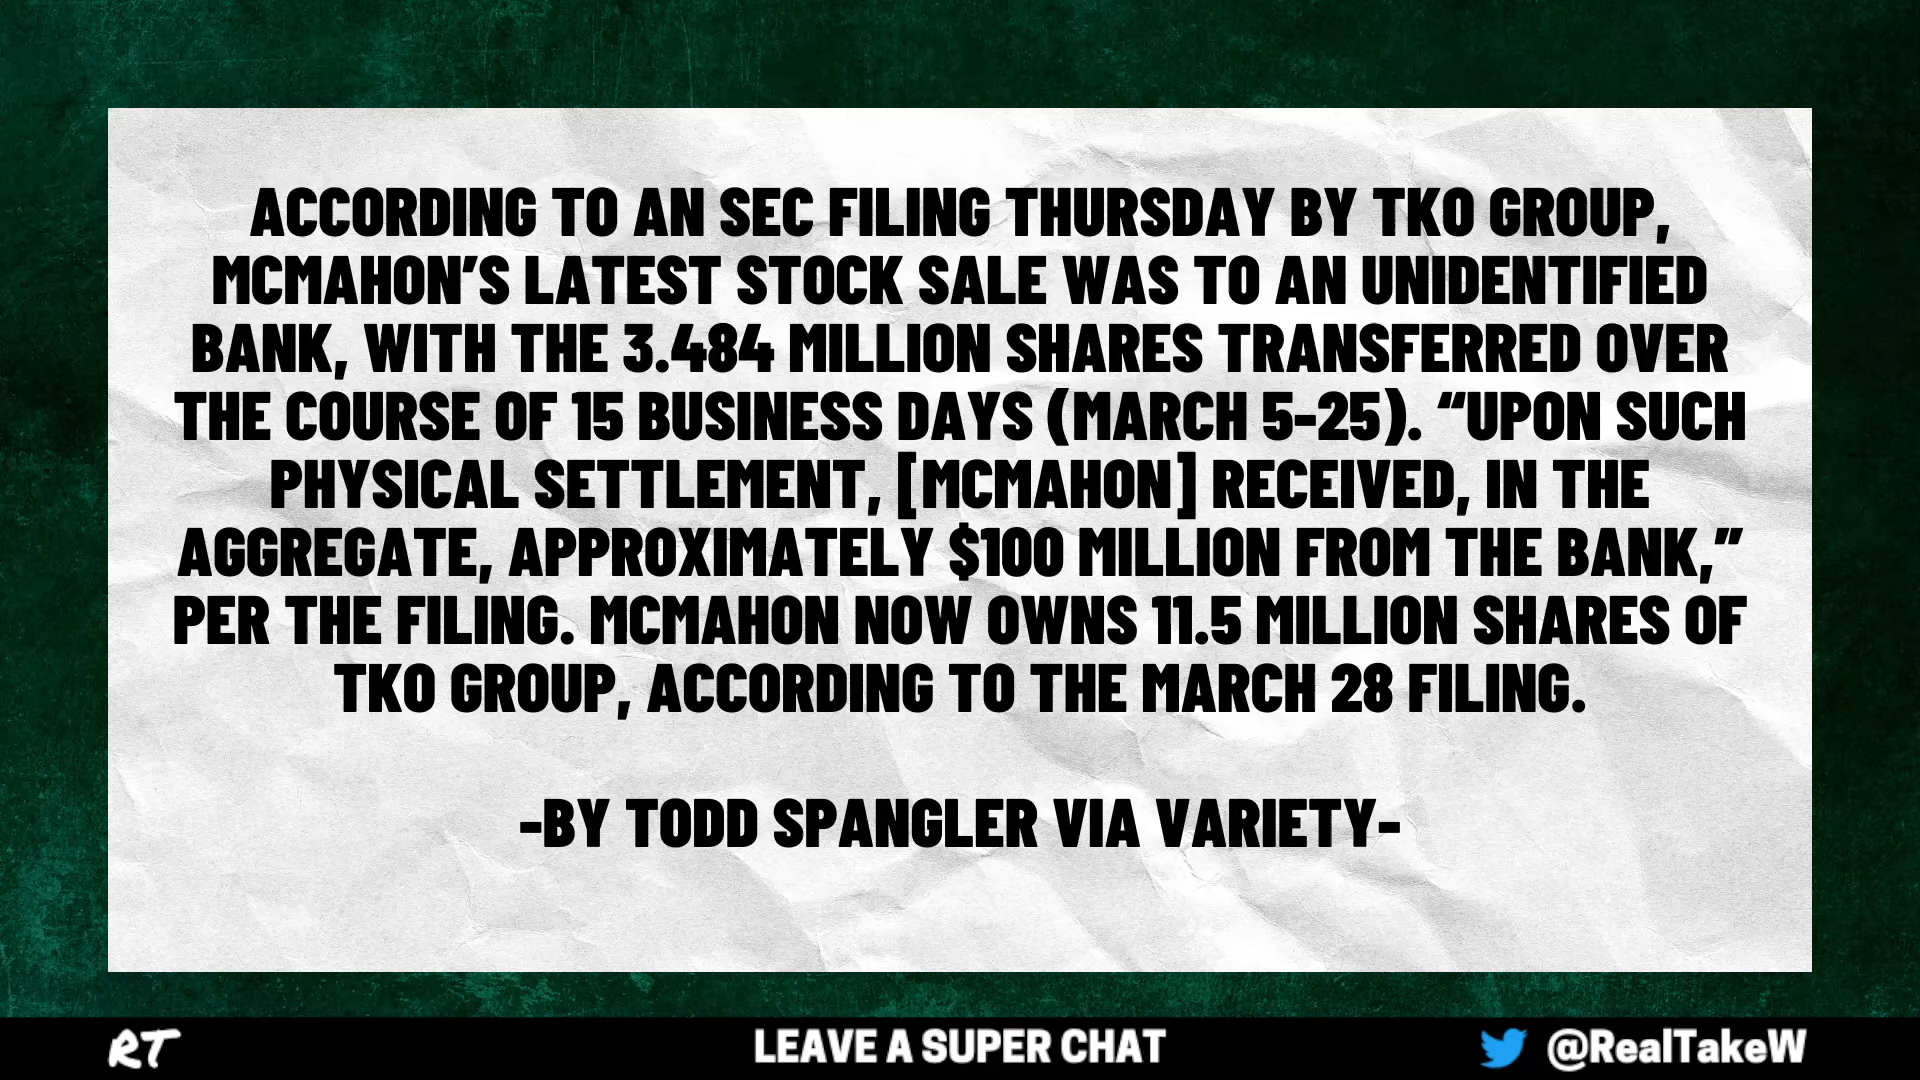 ACCORDING TO AN SEC FILING THURSDAY BY TKO GROUP,
MCMAHON’S LATEST STOCK SALE WAS TO AN UNIDENTIFIED
BANK, WITH THE 3.484 MILLION SHARES TRANSFERRED OVER
THE COURSE OF 15 BUSINESS DAYS (MARCH 5-25). “UPON SUCH
PHYSICAL SETTLEMENT, [MCMAHON] RECEIVED, IN THE
AGGREGATE, APPROXIMATELY $100 MILLION FROM THE BANK,”
PER THE FILING. MCMAHON NOW OWNS 11.5 MILLION SHARES OF
TKO GROUP, ACCORDING TO THE MARCH 28 FILING.
-BY TODD SPANGLER VIA VARIETY-
RT
LEAVE A SUPER CHAT
@RealTakeW